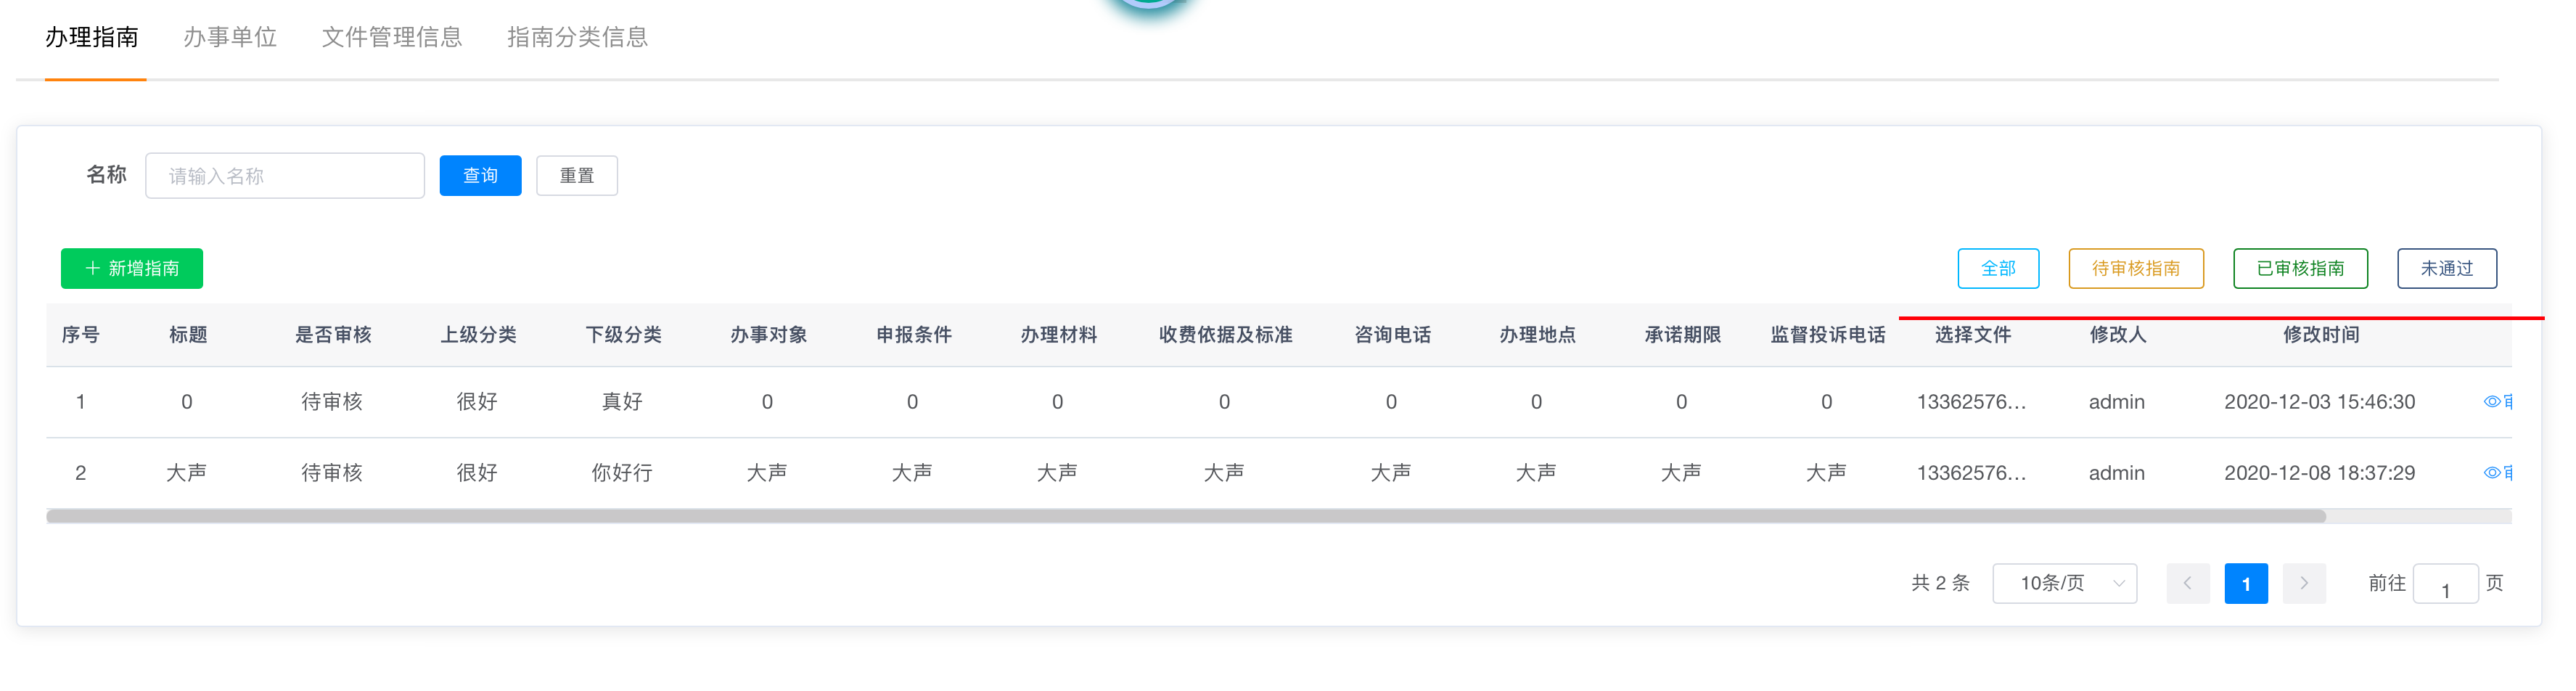 办理指南 办事单位 文件管理信息 指南分类信息
名称 请输入名称 查询 重置
新增指南 全部 待审核指南 已审核指南 未通过
序号 标题 是否审核 上级分类 下级分类 办事对象 申报条件 办理材料 收费依据及标准 咨询电话 办理地点 承诺期限 监督投诉电话 选择文件 修改人 修改时间
1 0 待审核 很好 真好 0 0 0 0 0 0 0 0 13362576... admin 2020-12-03 15:46:30
2 大声 待审核 很好 你好行 大声 大声 大声 大声 大声 大声 大声 大声 13362576... admin 2020-12-08 18:37:29
共 2 条 10条/页 1 前往 1 页